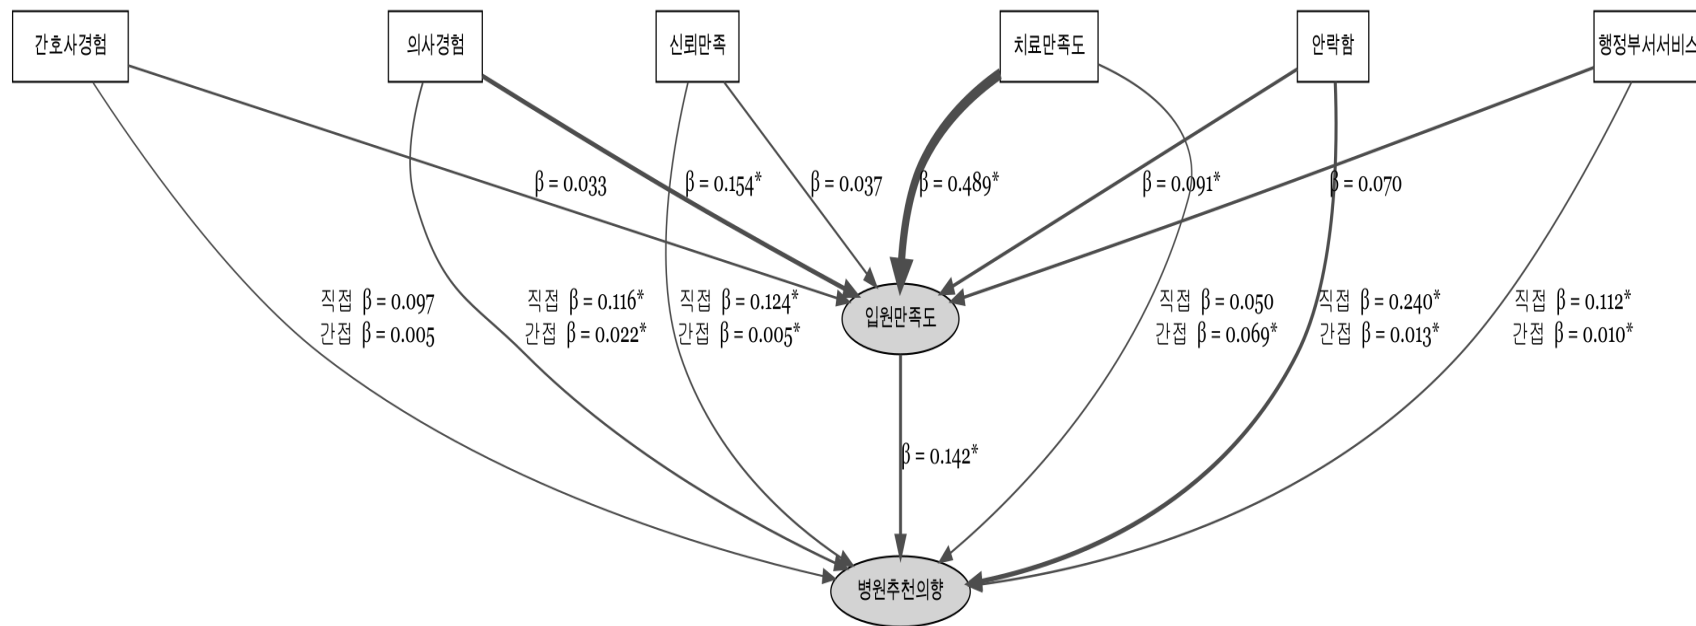 간호사경험
의사경험
신뢰만족
치료만족도
안락함
행정부서서비스
β = 0.033
β = 0.154*
β = 0.037
β = 0.489*
β = 0.091*
β = 0.070
직접 β = 0.097
간접 β = 0.005
직접 β = 0.116*
간접 β = 0.022*
직접 β = 0.124*
간접 β = 0.005*
입원만족도
직접 β = 0.050
간접 β = 0.069*
직접 β = 0.240*
간접 β = 0.013*
직접 β = 0.112*
간접 β = 0.010*
β = 0.142*
병원추천의향